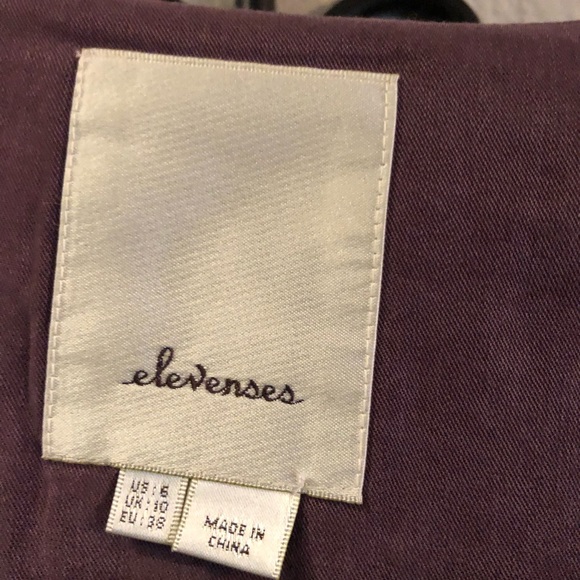 elevenses
US:6
UK:10
EU:38
MADE IN
CHINA